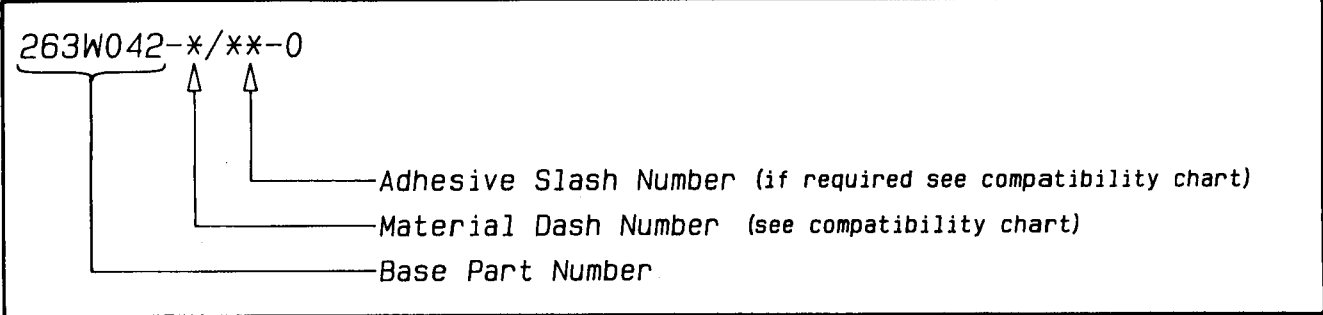 263W042-*/**-0
Adhesive Slash Number (if required see compatibility chart)
Material Dash Number (see compatibility chart)
Base Part Number